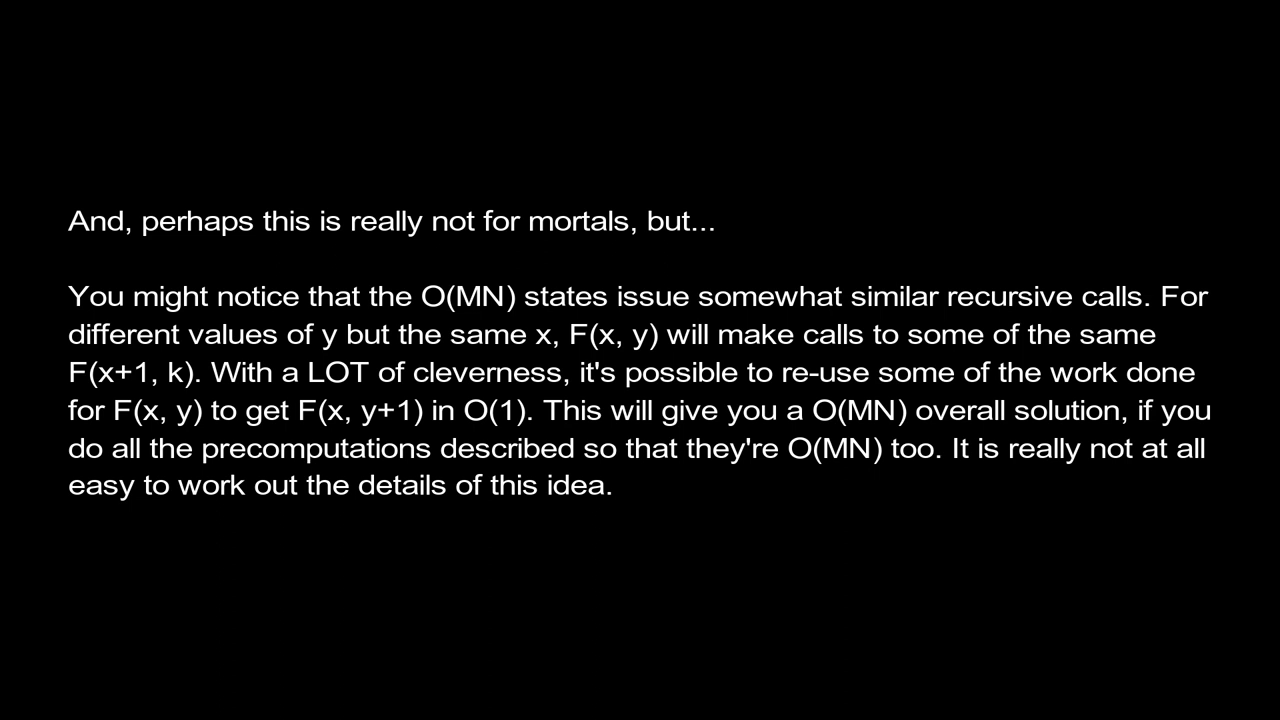 And, perhaps this is really not for mortals, but...
You might notice that the O(MN) states issue somewhat similar recursive calls. For
different values of y but the same x, F(x, y) will make calls to some of the same
F(x+1, k). With a LOT of cleverness, it's possible to re-use some of the work done
for F(x, y) to get F(x, y+1) in O(1). This will give you a O(MN) overall solution, if you
do all the precomputations described so that they're O(MN) too. It is really not at all
easy to work out the details of this idea.